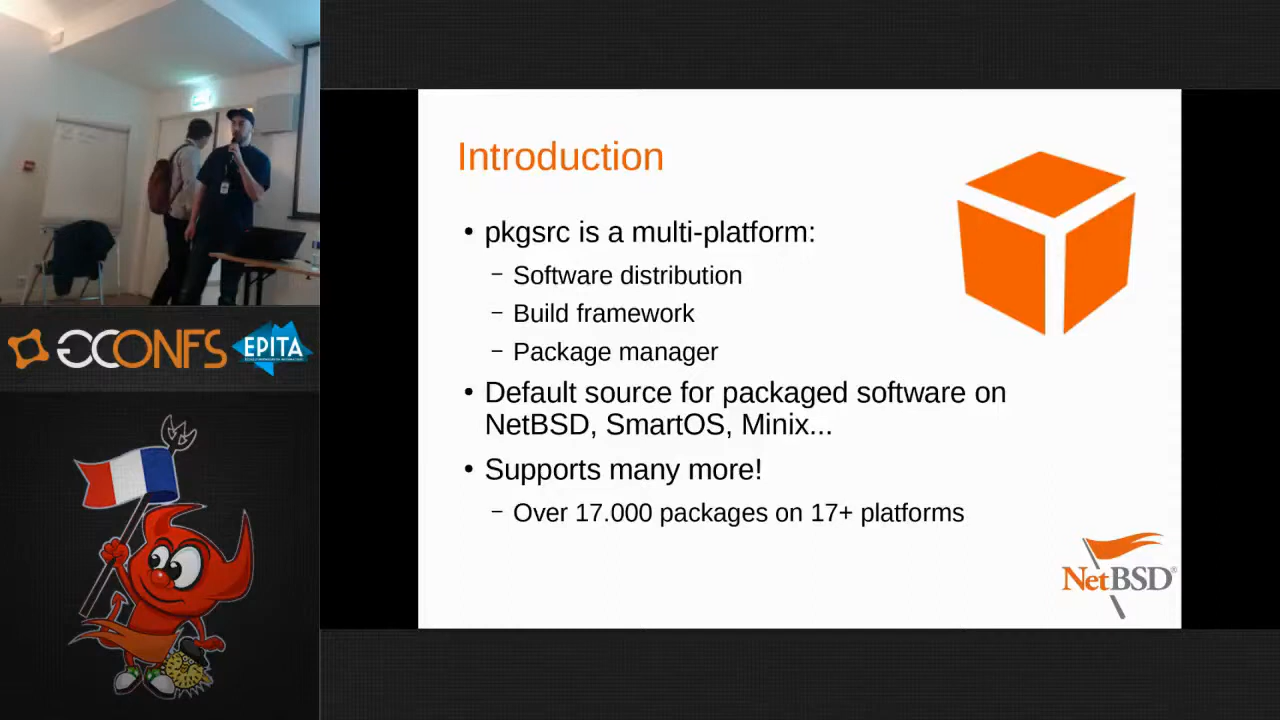 GCONFS
EPITA
Introduction
• pkgsrc is a multi-platform:
– Software distribution
– Build framework
– Package manager
• Default source for packaged software on
NetBSD, SmartOS, Minix...
• Supports many more!
– Over 17.000 packages on 17+ platforms
NetBSD®